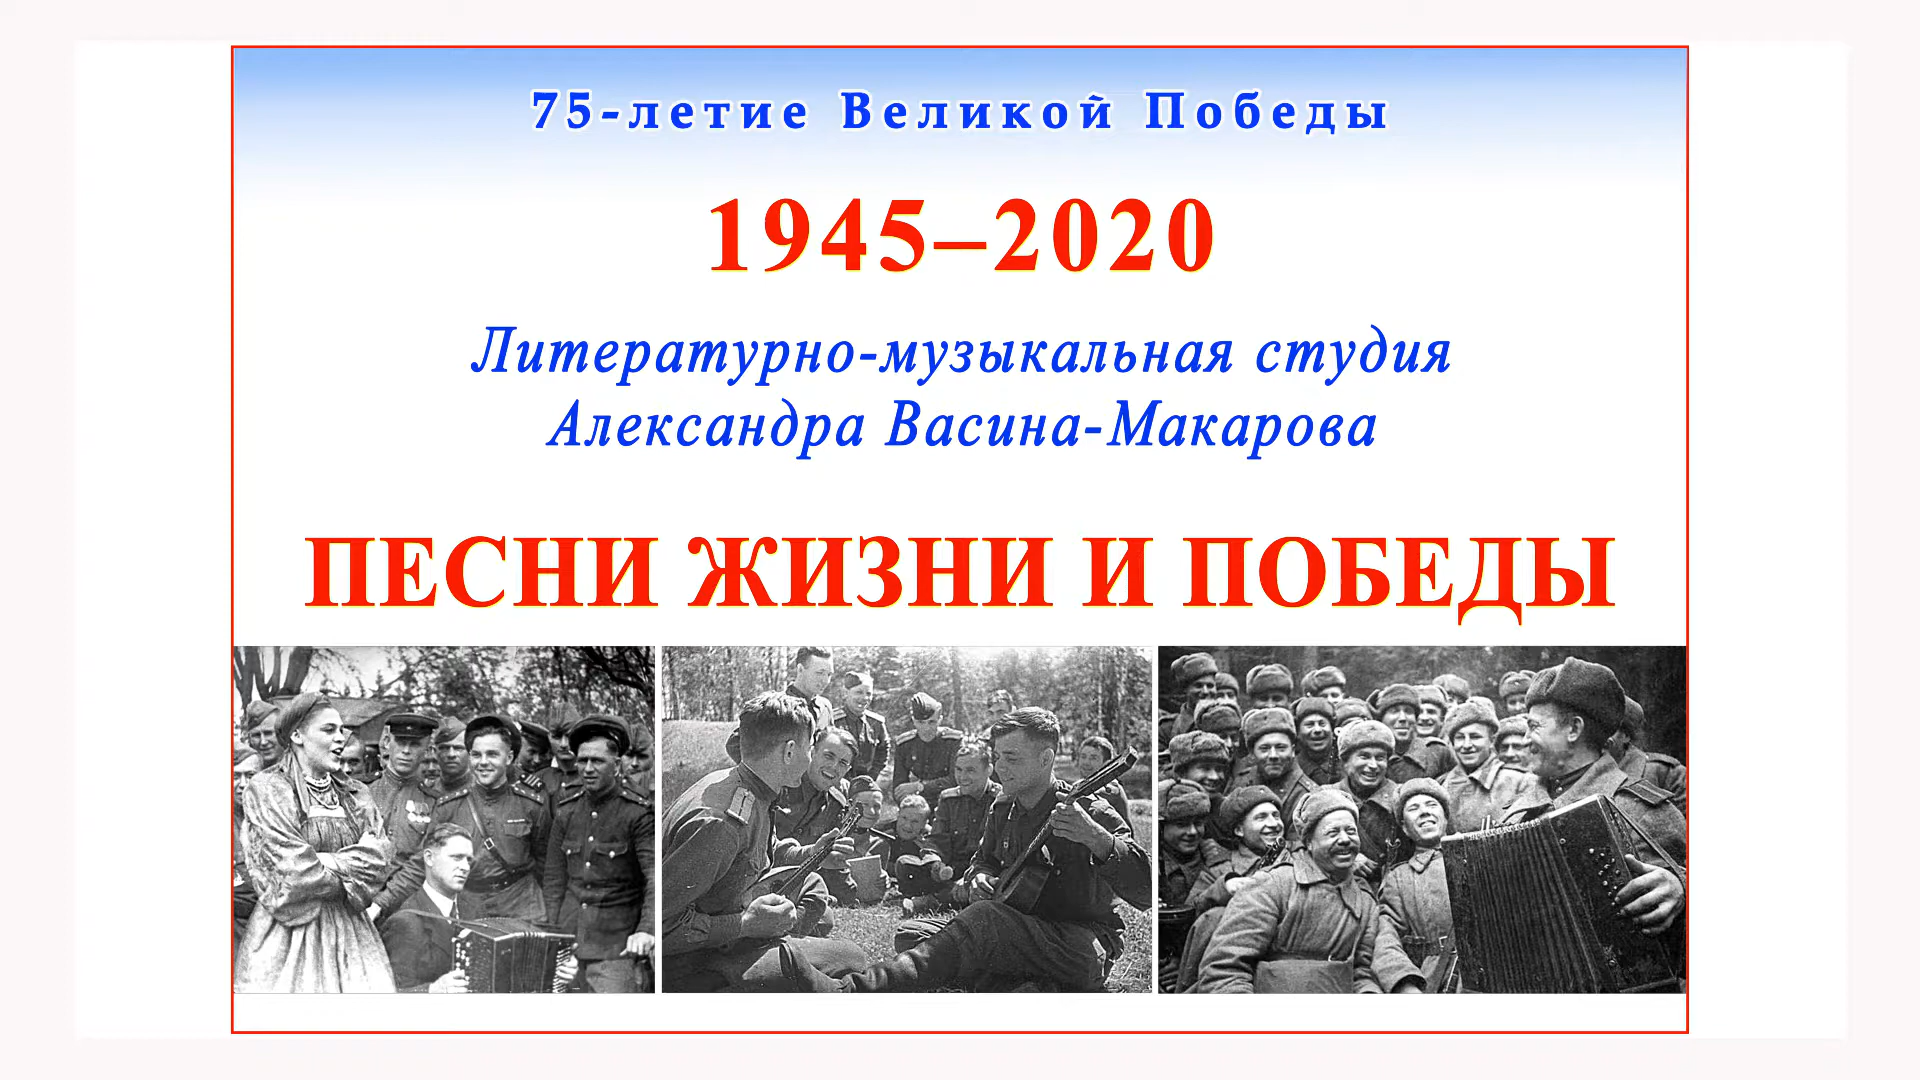 75-летие Великой Победы
1945–2020
Литературно-музыкальная студия
Александра Васина-Макарова
ПЕСНИ ЖИЗНИ И ПОБЕДЫ